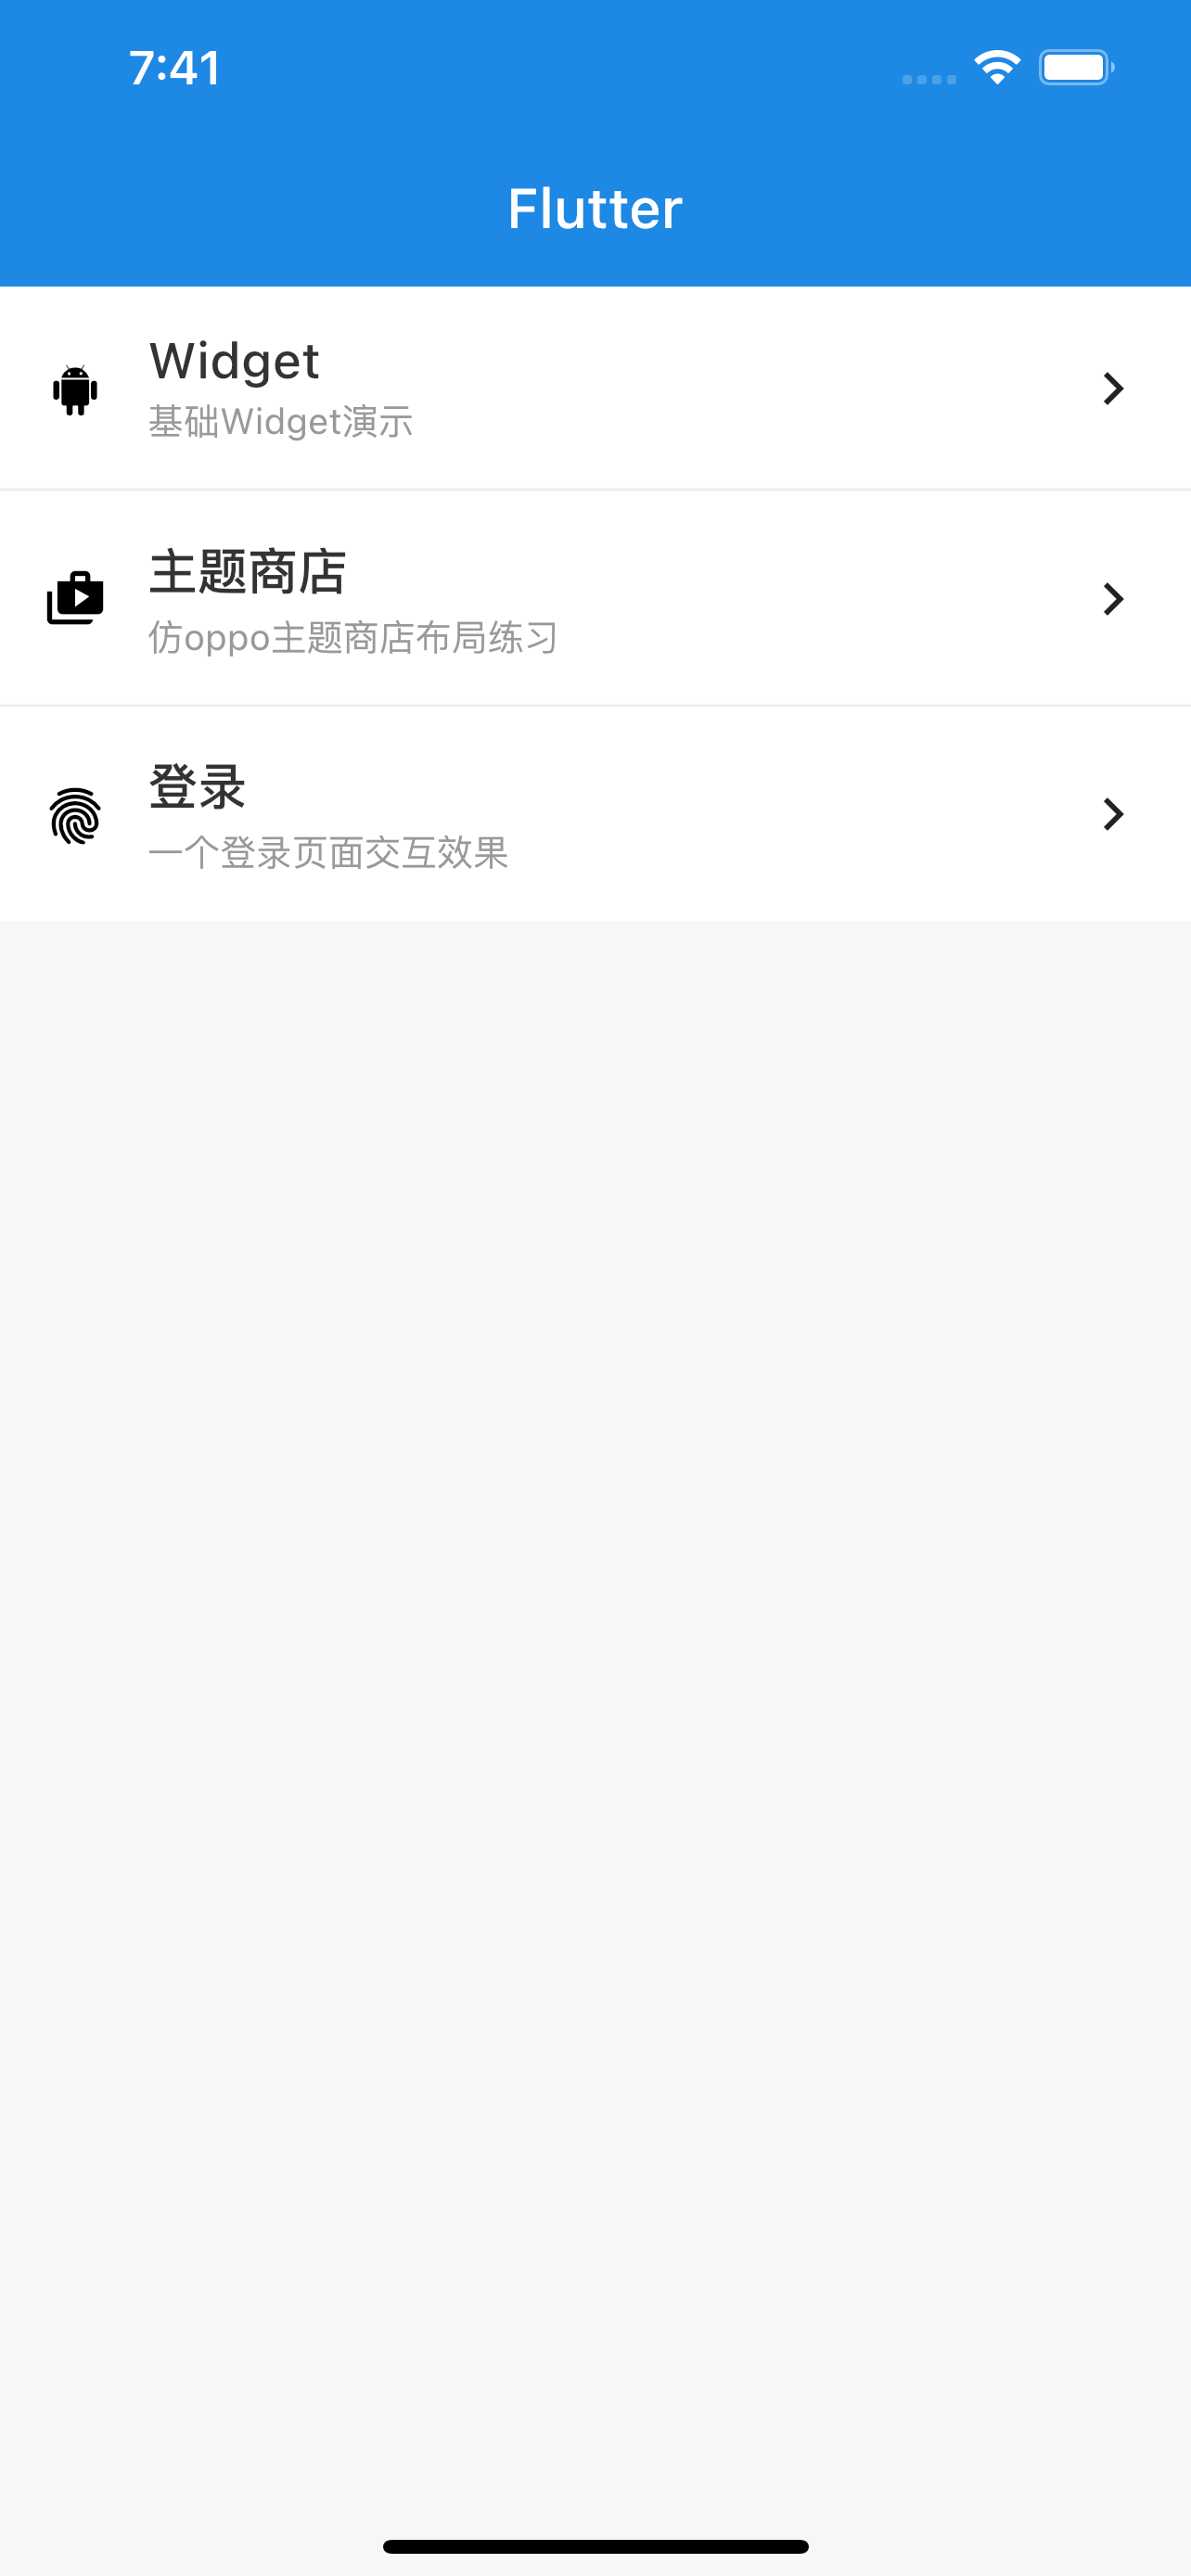 7:41
Flutter
Widget
基础Widget演示
主题商店
仿oppo主题商店布局练习
登录
一个登录页面交互效果